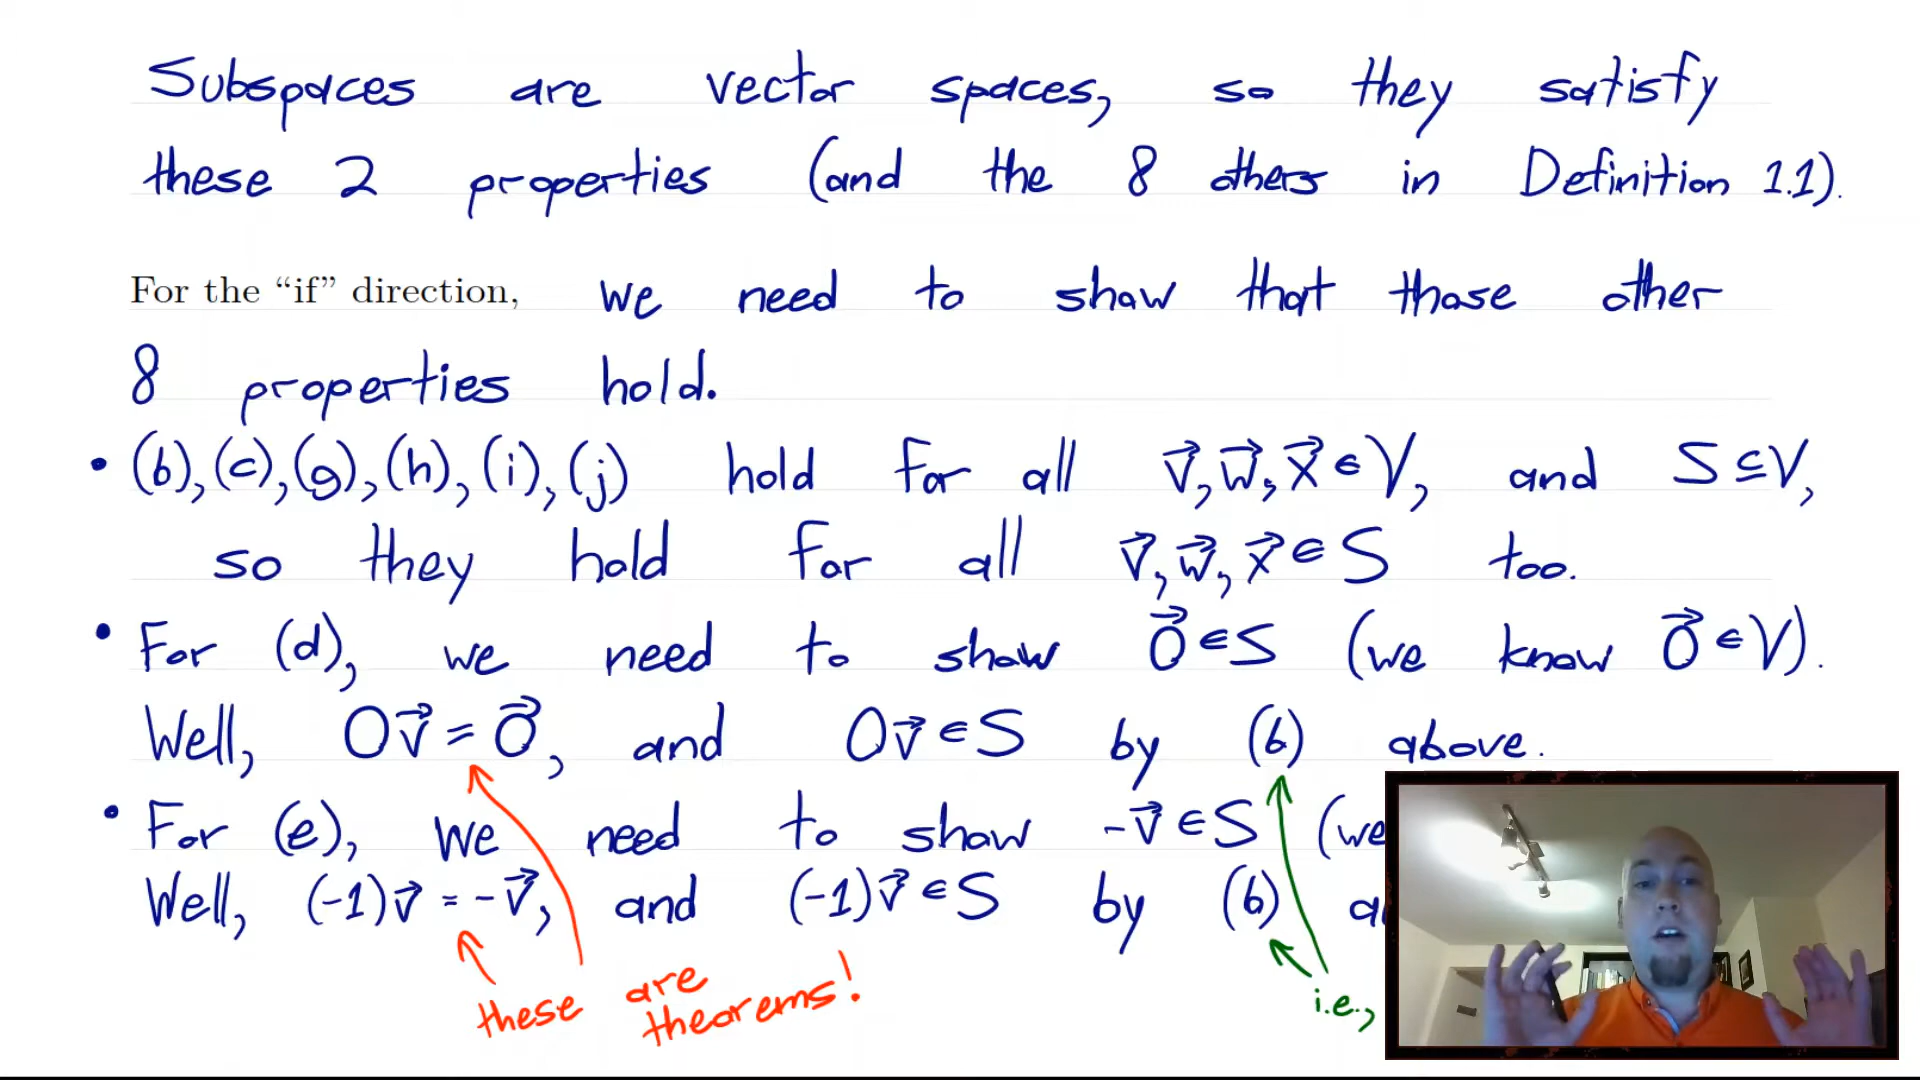 Subspaces are vector spaces, so they satisfy
these 2 properties (and the 8 others in Definition 1.1).
For the “if” direction, we need to show that those other
8 properties hold.
• (b), (c), (g), (h), (i), (j) hold for all v⃗, w⃗, x⃗ ∈ V, and S ⊆ V,
so they hold for all v⃗, w⃗, x⃗ ∈ S too.
• For (d), we need to show 0⃗ ∈ S (we know 0⃗ ∈ V).
Well, 0v⃗ = 0⃗, and 0v⃗ ∈ S by (b) above.
• For (e), we need to show -v⃗ ∈ S (we
Well, (-1)v⃗ = -v⃗, and (-1)v⃗ ∈ S by (b)
these are theorems!
i.e.,